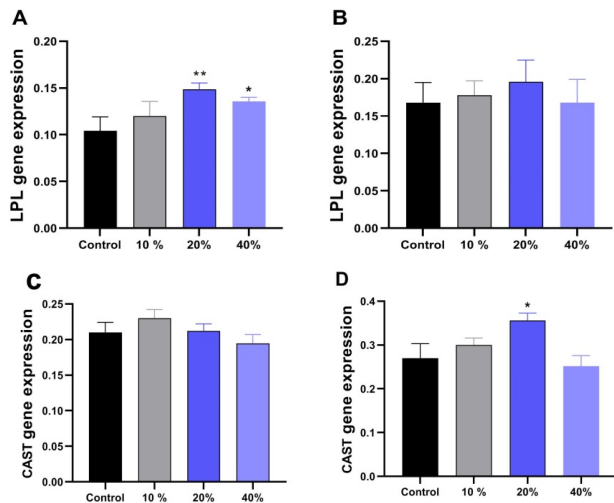 A
LPL gene expression
0.20
0.15
0.10
0.05
0.00
**
*
Control 10 % 20% 40%
B
LPL gene expression
0.25
0.20
0.15
0.10
0.05
0.00
Control 10 % 20% 40%
C
CAST gene expression
0.25
0.20
0.15
0.10
0.05
0.00
Control 10 % 20% 40%
D
CAST gene expression
0.4
0.3
0.2
0.1
0.0
*
Control 10 % 20% 40%